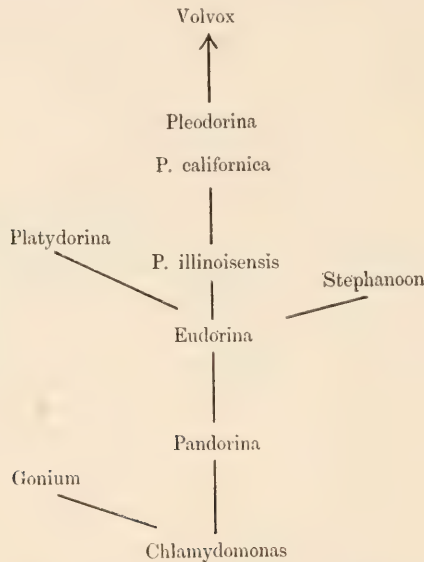 Volvox
Pleodorina
P. californica
Platydorina
P. illinoisensis
Stephanoon
Eudorina
Pandorina
Gonium
Chlamydomonas